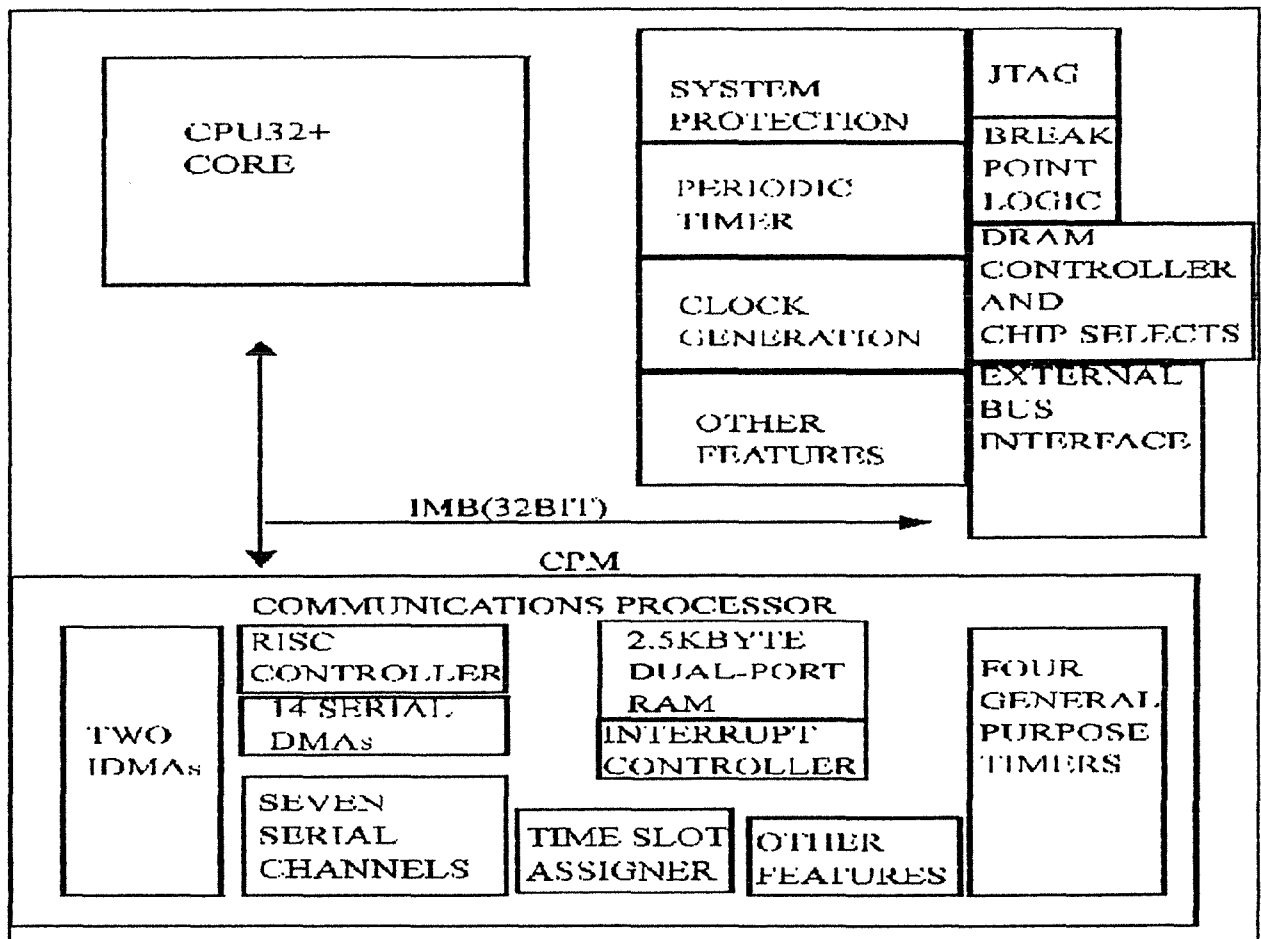 CPU32+
CORE
SYSTEM
PROTECTION
PERIODIC
TIMER
CLOCK
GENERATION
OTHER
FEATURES
JTAG
BREAK
POINT
LOGIC
DRAM
CONTROLLER
AND
CHIP SELECTS
EXTERNAL
BUS
INTERFACE
IMB(32BIT)
CPM
COMMUNICATIONS PROCESSOR
TWO
IDMAs
RISC
CONTROLLER
14 SERIAL
DMAs
SEVEN
SERIAL
CHANNELS
2.5KBYTE
DUAL-PORT
RAM
INTERRUPT
CONTROLLER
TIME SLOT
ASSIGNER
OTHER
FEATURES
FOUR
GENERAL
PURPOSE
TIMERS